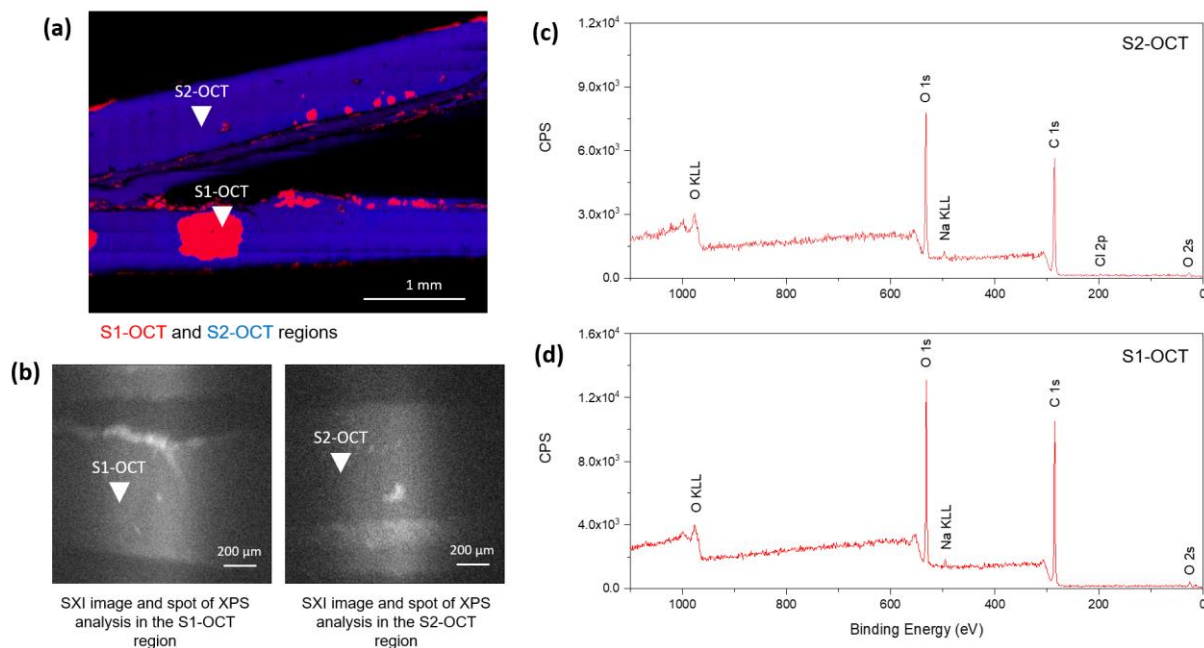 (a)
S2-OCT
S1-OCT
1 mm
S1-OCT and S2-OCT regions
(b)
S1-OCT
200 µm
S2-OCT
200 µm
SXI image and spot of XPS
analysis in the S1-OCT
region
SXI image and spot of XPS
analysis in the S2-OCT
region
(c)
S2-OCT
1.2x10⁴
9.0x10³
6.0x10³
3.0x10³
0.0
CPS
O KLL
O 1s
Na KLL
C 1s
Cl 2p
O 2s
1000
800
600
400
200
0
(d)
S1-OCT
1.6x10⁴
1.2x10⁴
8.0x10³
4.0x10³
0.0
CPS
O KLL
O 1s
Na KLL
C 1s
O 2s
1000
800
600
400
200
0
Binding Energy (eV)